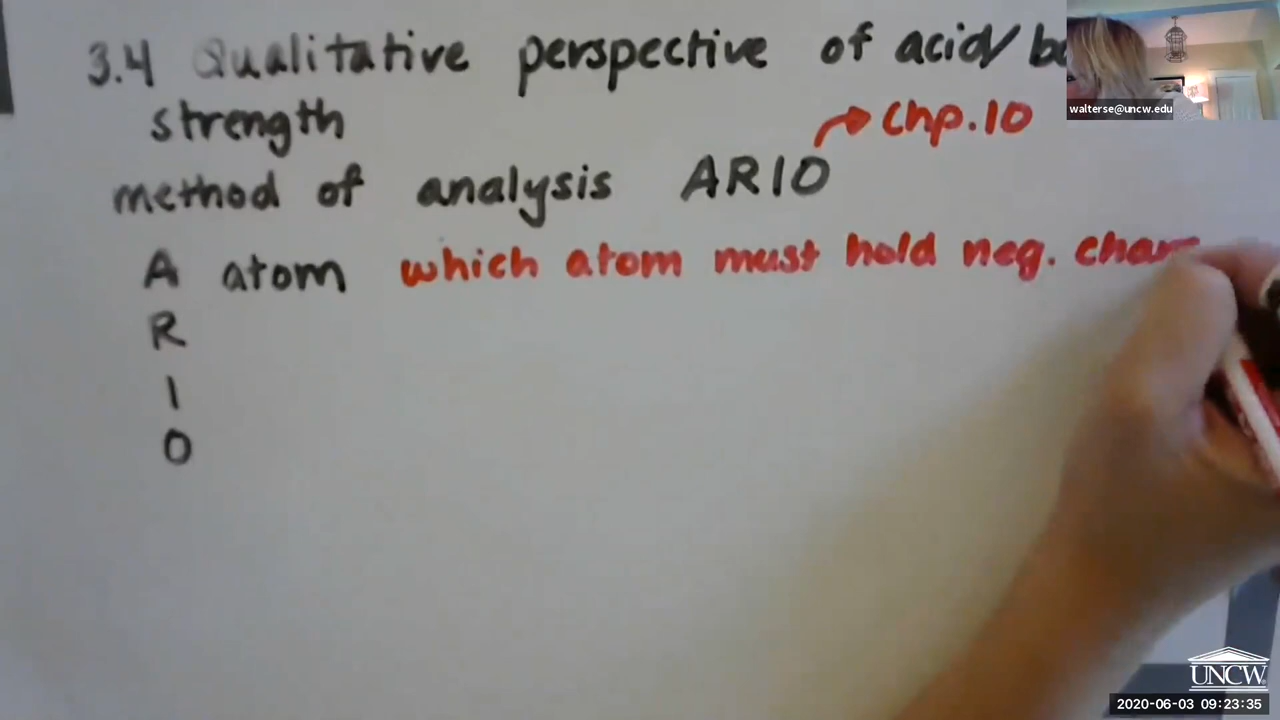 3.4 Qualitative perspective of acid/
strength
Chp.10
method of analysis ARIO
A atom which atom must hold neg.
R
I
O
walterse@uncw.edu
UNCW
2020-06-03 09:23:35